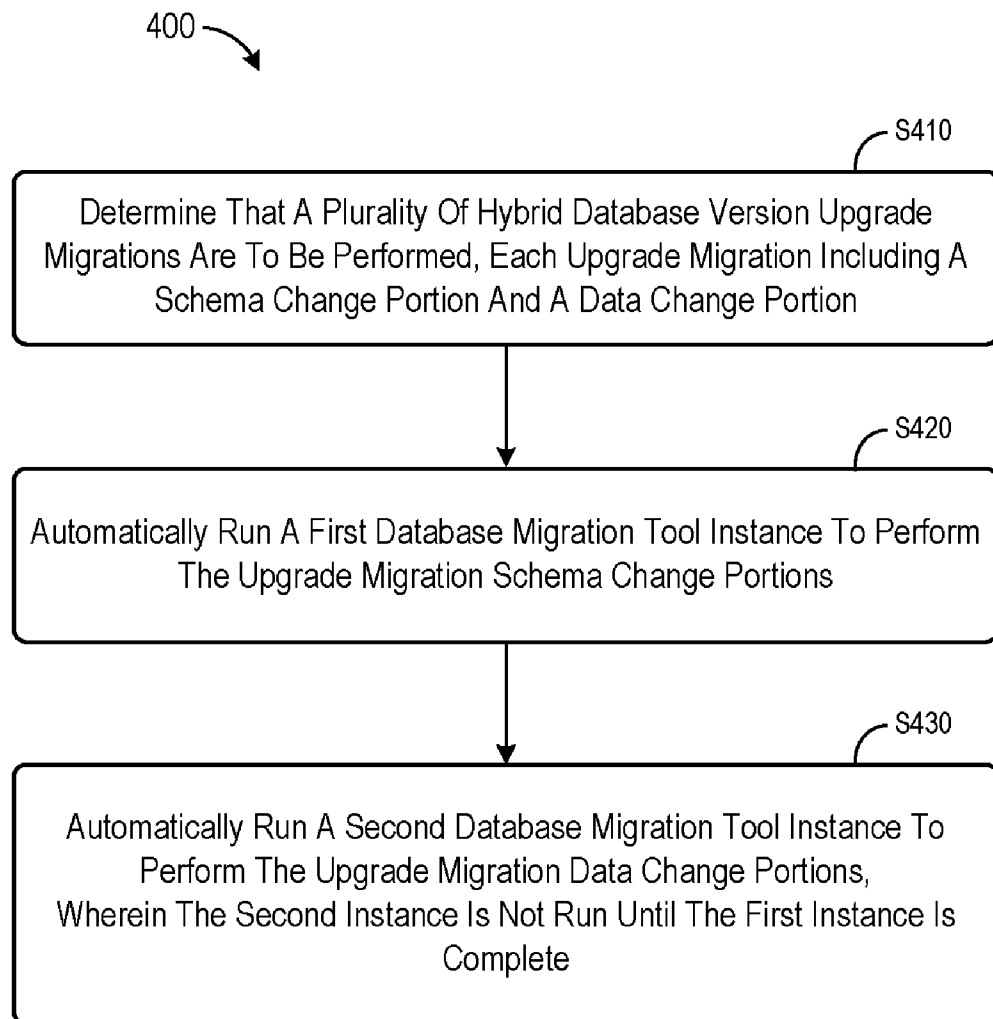 400
S410
Determine That A Plurality Of Hybrid Database Version Upgrade
Migrations Are To Be Performed, Each Upgrade Migration Including A
Schema Change Portion And A Data Change Portion
S420
Automatically Run A First Database Migration Tool Instance To Perform
The Upgrade Migration Schema Change Portions
S430
Automatically Run A Second Database Migration Tool Instance To
Perform The Upgrade Migration Data Change Portions,
Wherein The Second Instance Is Not Run Until The First Instance Is
Complete